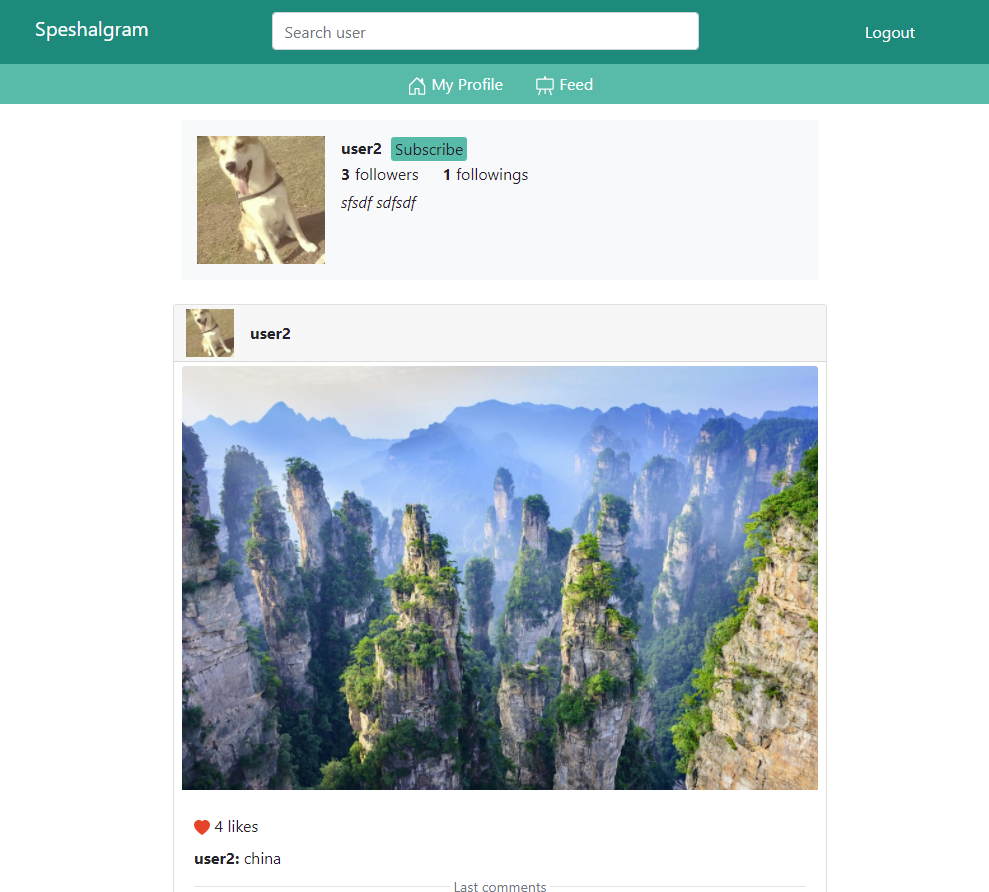 Speshalgram
Search user
Logout
My Profile
Feed
user2 Subscribe
3 followers 1 followings
sfsdf sdfsdf
user2
4 likes
user2: china
Last comments